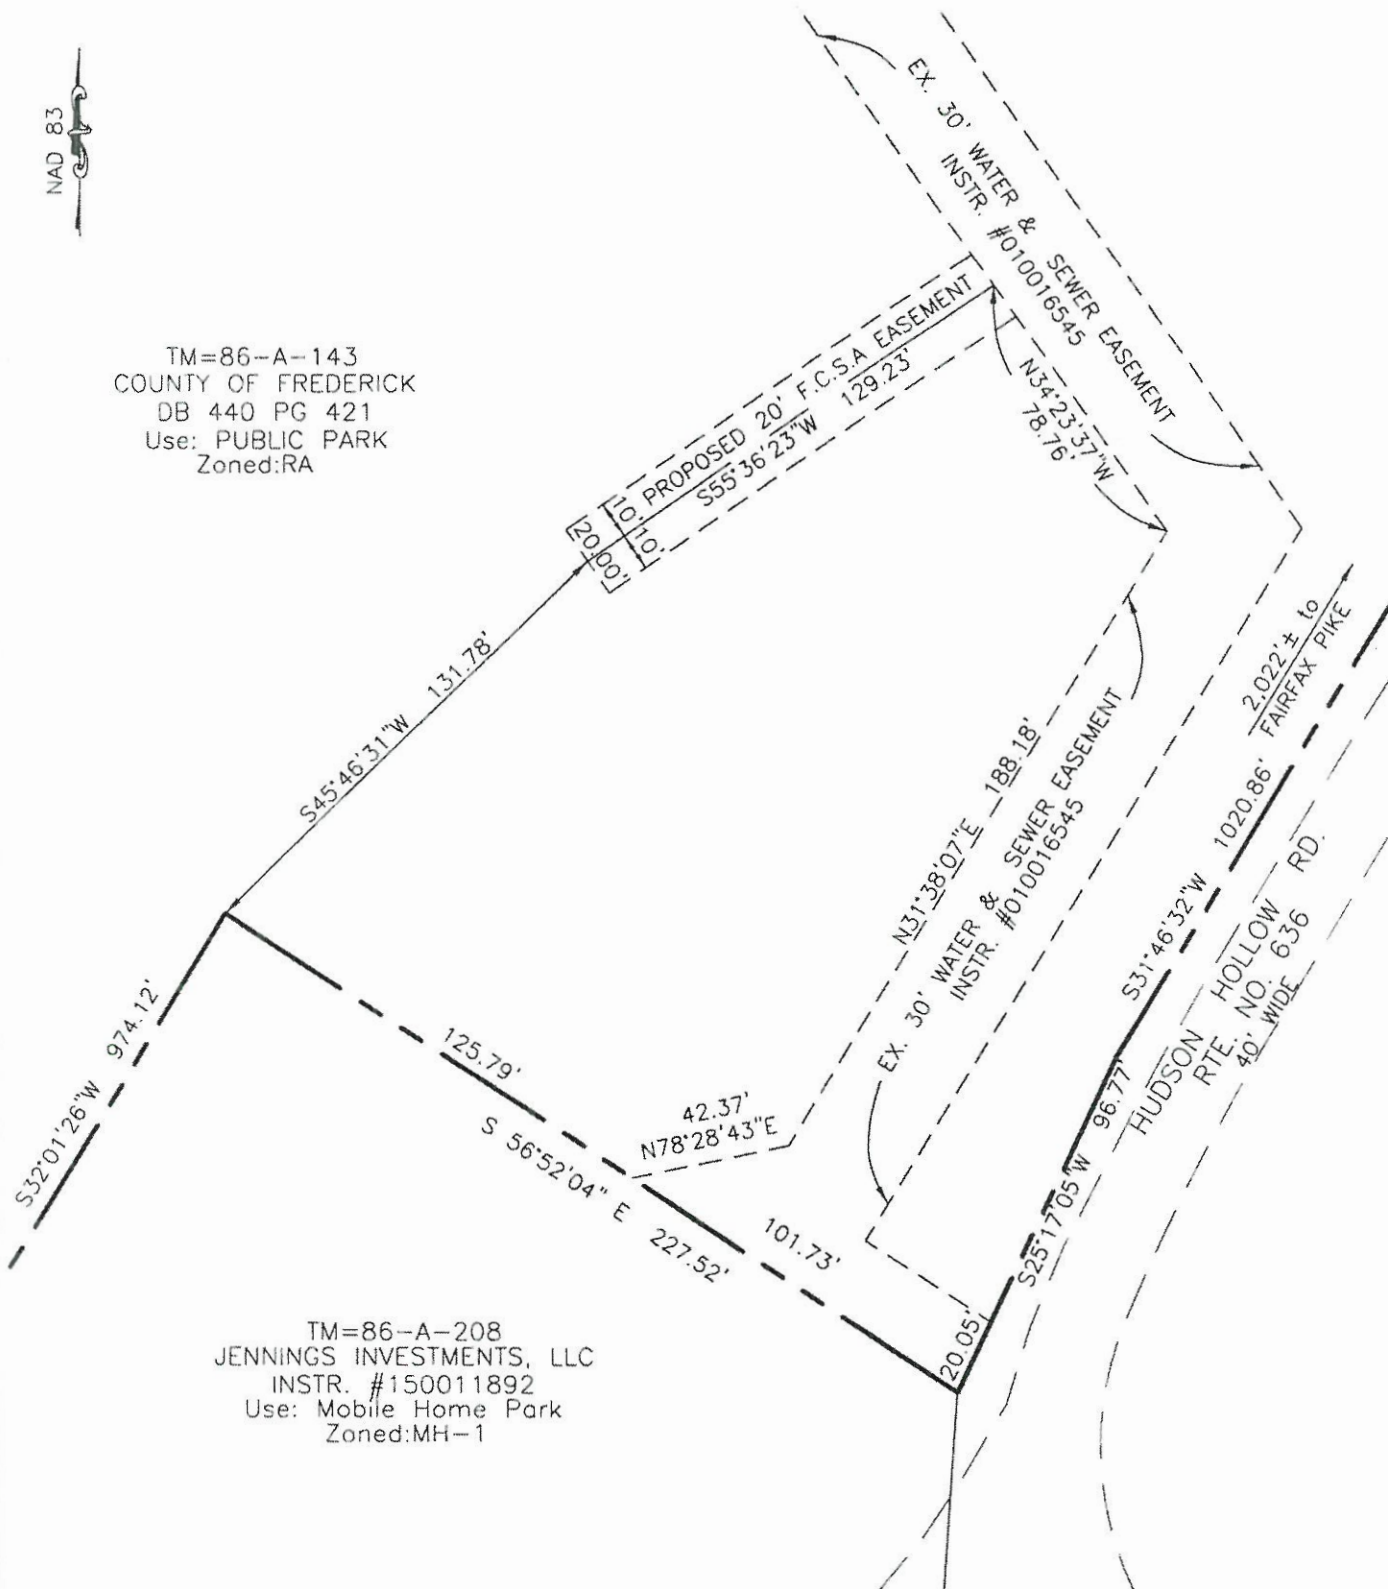 NAD 83
EX. 30' WATER & SEWER EASEMENT
INSTR. #010016545
TM=86-A-143
COUNTY OF FREDERICK
DB 440 PG 421
Use: PUBLIC PARK
Zoned:RA
PROPOSED 20' F.C.S.A EASEMENT
S55°36'23"W 129.23'
10'
10'
20.00'
N34°23'37"W
78.76'
S45°46'31"W 131.78'
2,022'± to
FAIRFAX PIKE
N31°38'07"E 188.18'
EX. 30' WATER & SEWER EASEMENT
INSTR. #010016545
S31°46'32"W 1020.86'
HUDSON HOLLOW RD.
RTE. NO. 636
40' WIDE
S32°01'26"W 974.12'
125.79'
S 56°52'04" E 227.52'
42.37'
N78°28'43"E
101.73'
S25°17'05"W 96.77'
20.05'
TM=86-A-208
JENNINGS INVESTMENTS, LLC
INSTR. #150011892
Use: Mobile Home Park
Zoned:MH-1